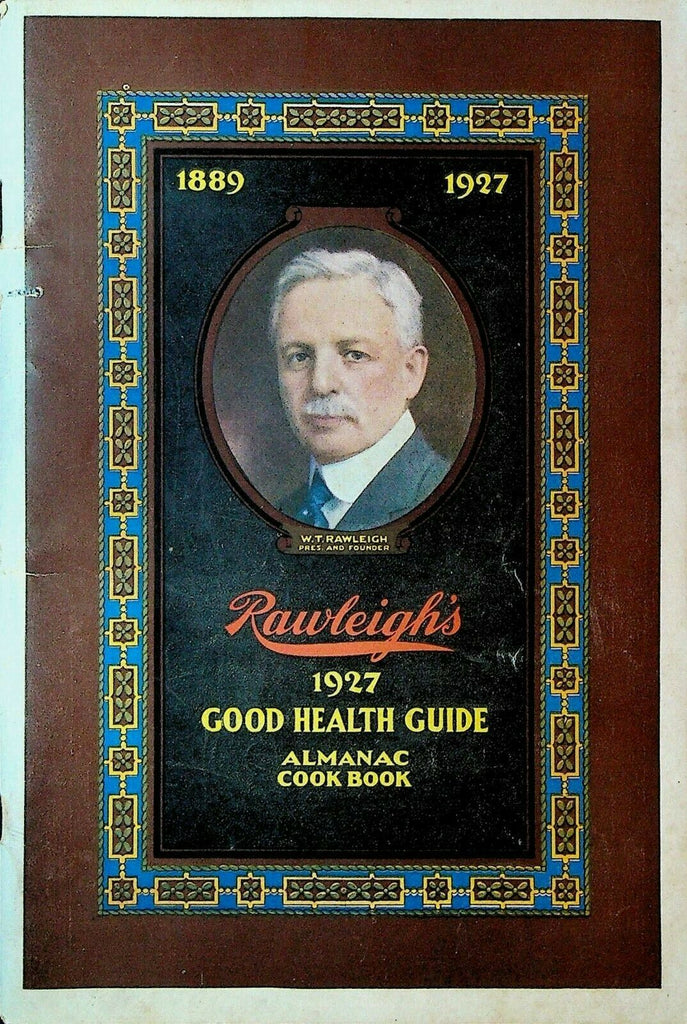 1889 1927
W.T. RAWLEIGH
PRES. AND FOUNDER
Rawleigh's
1927
GOOD HEALTH GUIDE
ALMANAC
COOK BOOK